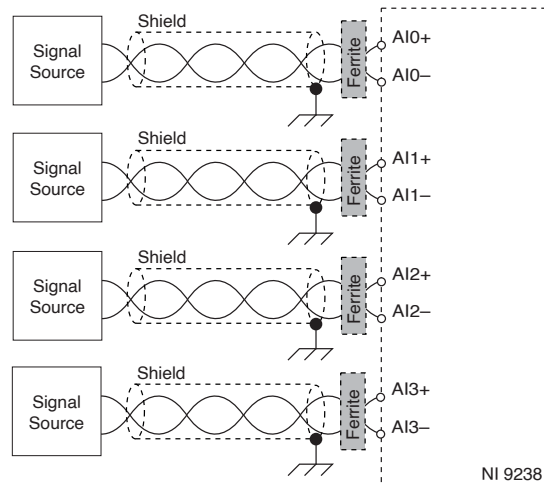 Shield
Signal
Source
Ferrite
AI0+
AI0–
Shield
Signal
Source
Ferrite
AI1+
AI1–
Shield
Signal
Source
Ferrite
AI2+
AI2–
Shield
Signal
Source
Ferrite
AI3+
AI3–
NI 9238